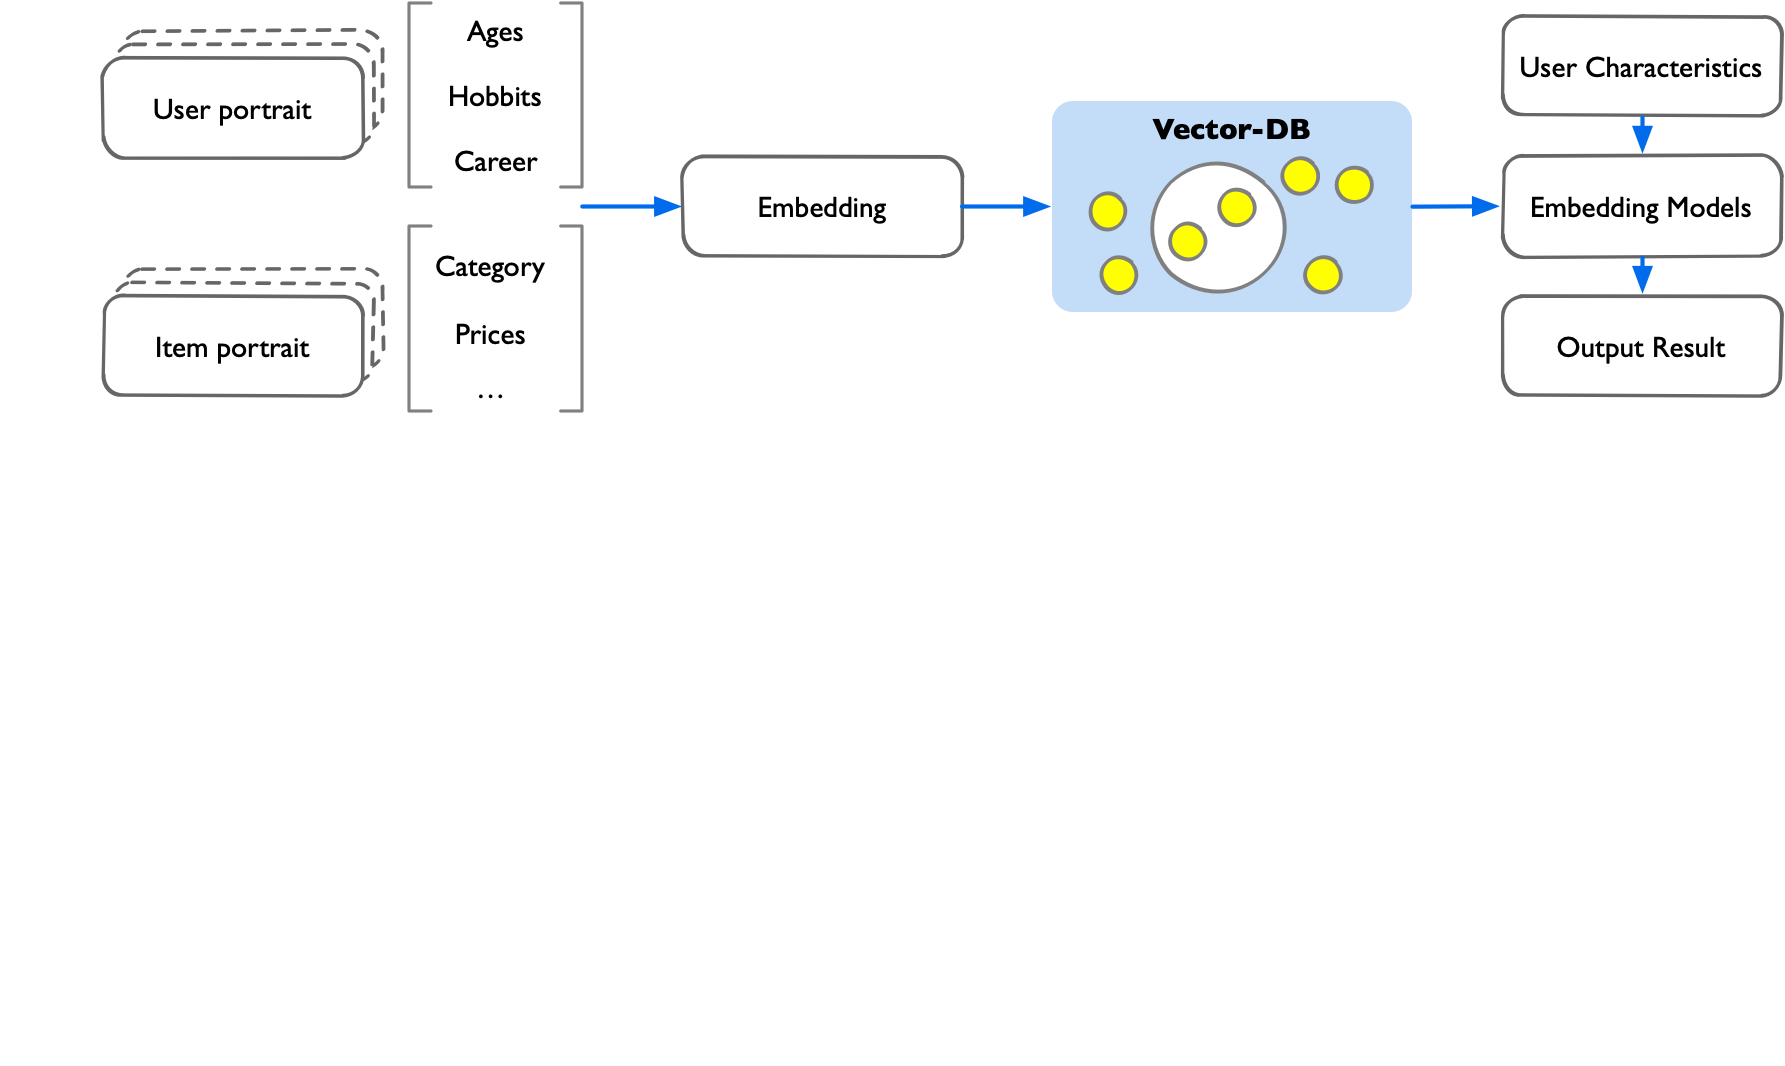 User portrait
Ages
Hobbits
Career
Item portrait
Category
Prices
...
Embedding
Vector-DB
User Characteristics
Embedding Models
Output Result